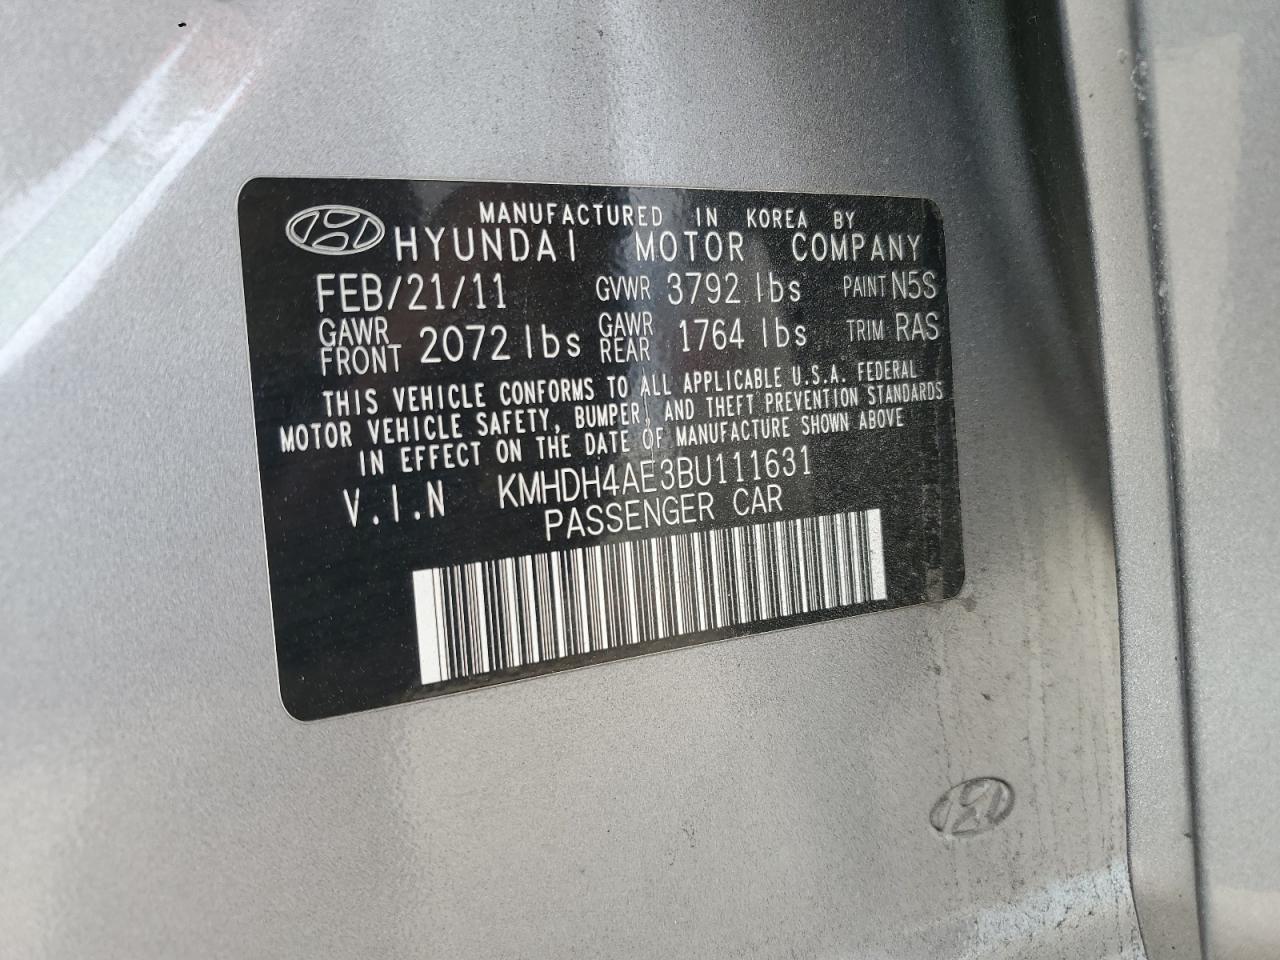 MANUFACTURED IN KOREA BY
HYUNDAI MOTOR COMPANY
FEB/21/11 GVWR 3792 lbs PAINT N5S
GAWR FRONT 2072 lbs GAWR REAR 1764 lbs TRIM RAS
THIS VEHICLE CONFORMS TO ALL APPLICABLE U.S.A. FEDERAL
MOTOR VEHICLE SAFETY, BUMPER, AND THEFT PREVENTION STANDARDS
IN EFFECT ON THE DATE OF MANUFACTURE SHOWN ABOVE
V.I.N KMHDH4AE3BU111631
PASSENGER CAR